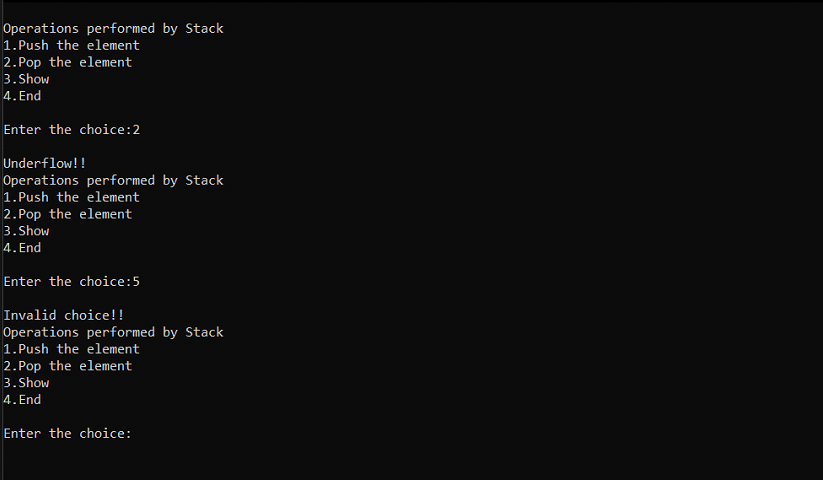 Operations performed by Stack
1.Push the element
2.Pop the element
3.Show
4.End
Enter the choice:2
Underflow!!
Operations performed by Stack
1.Push the element
2.Pop the element
3.Show
4.End
Enter the choice:5
Invalid choice!!
Operations performed by Stack
1.Push the element
2.Pop the element
3.Show
4.End
Enter the choice: